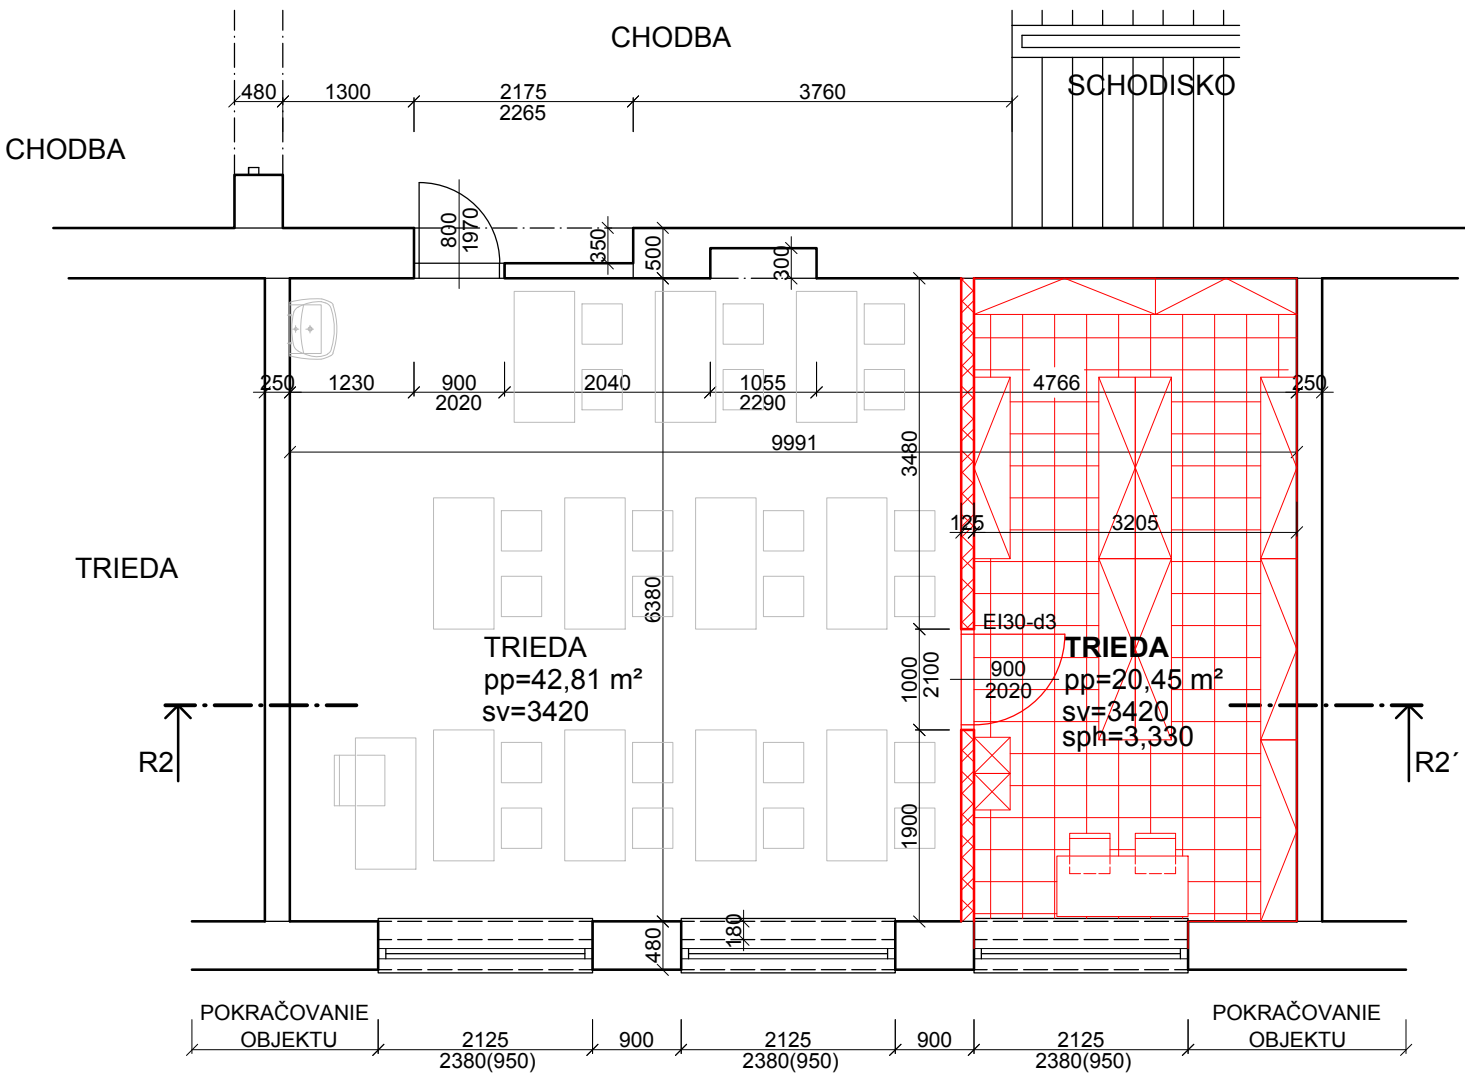 CHODBA
SCHODISKO
480
1300
2175
2265
3760
CHODBA
800
1970
350
500
300
250
1230
900
2020
2040
1055
2290
4766
250
9991
3480
125
3205
TRIEDA
6380
EI30-d3
TRIEDA
pp=42,81 m²
sv=3420
1000
2100
900
2020
TRIEDA
pp=20,45 m²
sv=3420
sph=3,330
R2
R2´
1900
180
480
POKRAČOVANIE
OBJEKTU
2125
2380(950)
900
2125
2380(950)
900
2125
2380(950)
POKRAČOVANIE
OBJEKTU